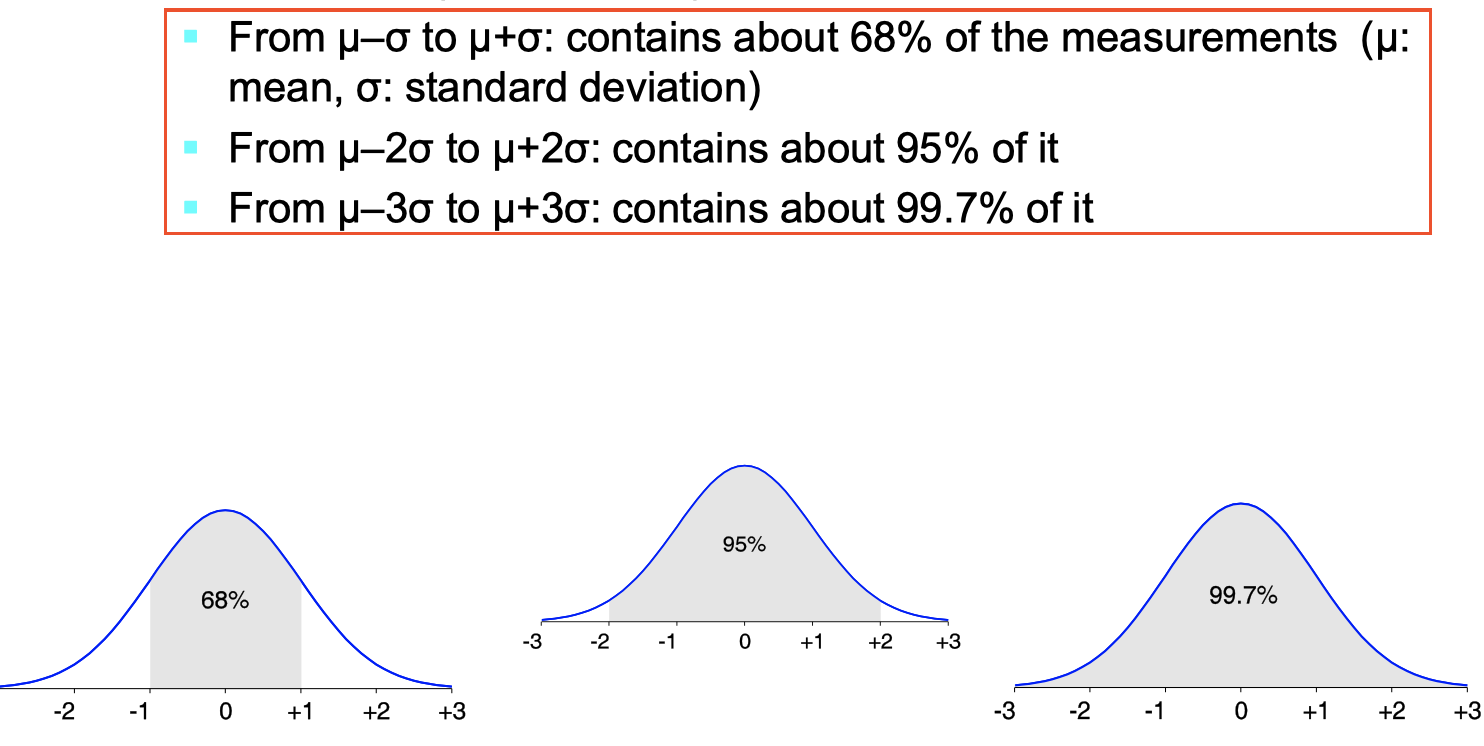 From μ–σ to μ+σ: contains about 68% of the measurements (μ:
mean, σ: standard deviation)
From μ–2σ to μ+2σ: contains about 95% of it
From μ–3σ to μ+3σ: contains about 99.7% of it
68%
-2 -1 0 +1 +2 +3
95%
-3 -2 -1 0 +1 +2 +3
99.7%
-3 -2 -1 0 +1 +2 +3